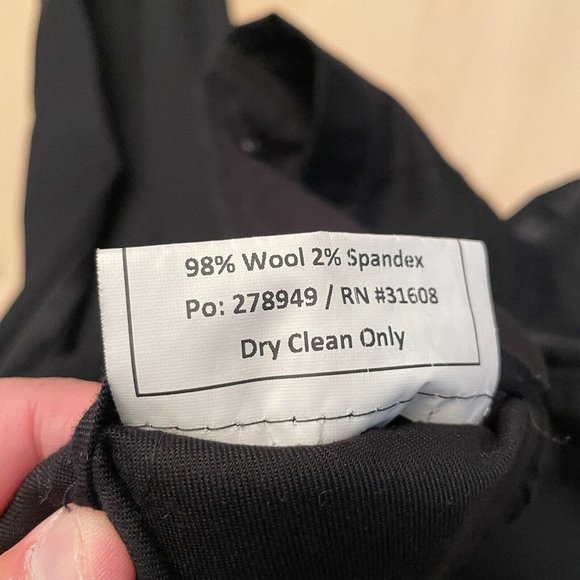 98% Wool 2% Spandex
Po: 278949 / RN #31608
Dry Clean Only